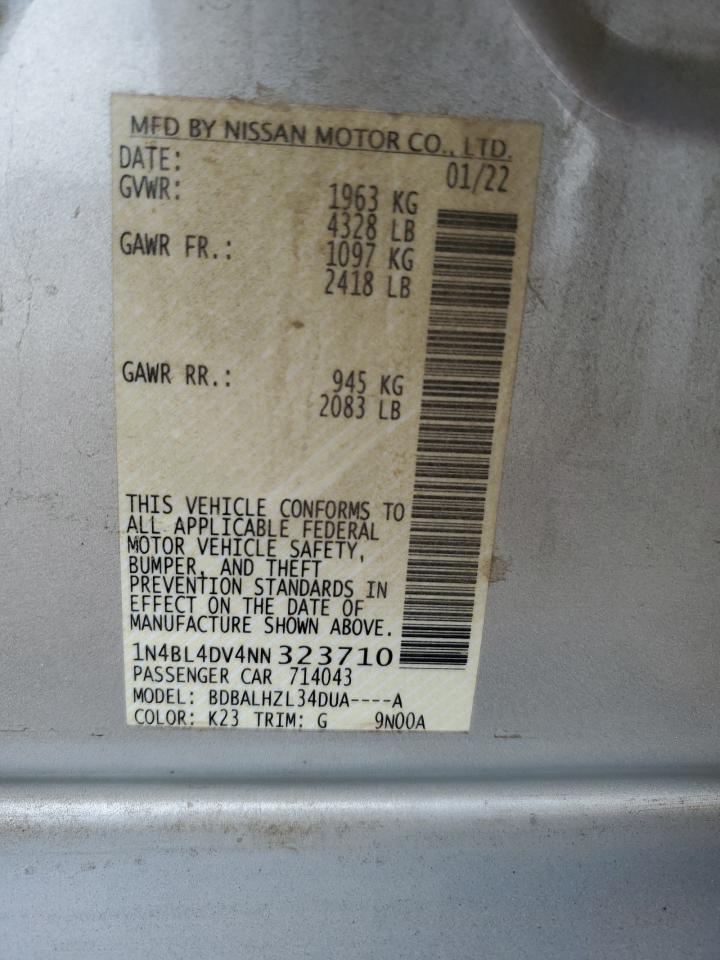 MFD BY NISSAN MOTOR CO., LTD.
DATE: 01/22
GVWR: 1963 KG
4328 LB
GAWR FR.: 1097 KG
2418 LB
GAWR RR.: 945 KG
2083 LB
THIS VEHICLE CONFORMS TO
ALL APPLICABLE FEDERAL
MOTOR VEHICLE SAFETY,
BUMPER, AND THEFT
PREVENTION STANDARDS IN
EFFECT ON THE DATE OF
MANUFACTURE SHOWN ABOVE.
1N4BL4DV4NN323710
PASSENGER CAR 714043
MODEL: BDBALHZL34DUA----A
COLOR: K23 TRIM: G 9N00A